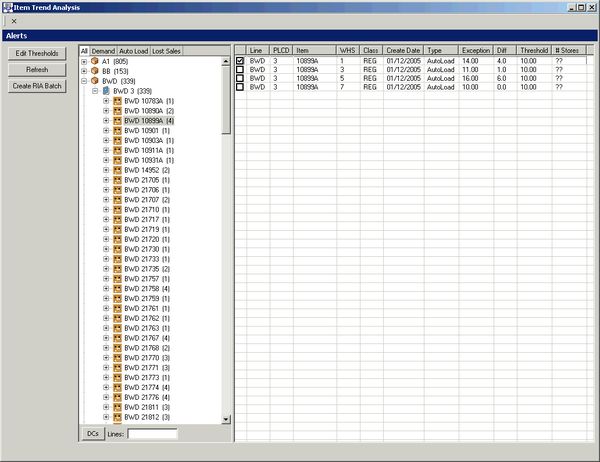 Item Trend Analysis
Alerts
Edit Thresholds
Refresh
Create RIA Batch
All Demand Auto Load Lost Sales
A1 (805)
BB (153)
BWD (339)
BWD 3 (339)
BWD 10783A (1)
BWD 10890A (2)
BWD 10899A (4)
BWD 10901 (1)
BWD 10903A (1)
BWD 10911A (1)
BWD 10931A (1)
BWD 14952 (2)
BWD 21705 (1)
BWD 21706 (1)
BWD 21707 (2)
BWD 21710 (1)
BWD 21717 (1)
BWD 21719 (1)
BWD 21720 (1)
BWD 21730 (1)
BWD 21733 (1)
BWD 21735 (2)
BWD 21757 (1)
BWD 21758 (4)
BWD 21759 (1)
BWD 21761 (1)
BWD 21762 (1)
BWD 21763 (1)
BWD 21767 (4)
BWD 21768 (2)
BWD 21770 (3)
BWD 21771 (3)
BWD 21773 (1)
BWD 21774 (4)
BWD 21776 (4)
BWD 21811 (3)
BWD 21812 (3)
DCs Lines:
Line PLCD Item WHS Class Create Date Type Exception Diff Threshold # Stores
BWD 3 10899A 1 REG 01/12/2005 AutoLoad 14.00 4.0 10.00 ??
BWD 3 10899A 3 REG 01/12/2005 AutoLoad 11.00 1.0 10.00 ??
BWD 3 10899A 5 REG 01/12/2005 AutoLoad 16.00 6.0 10.00 ??
BWD 3 10899A 7 REG 01/12/2005 AutoLoad 10.00 0.0 10.00 ??